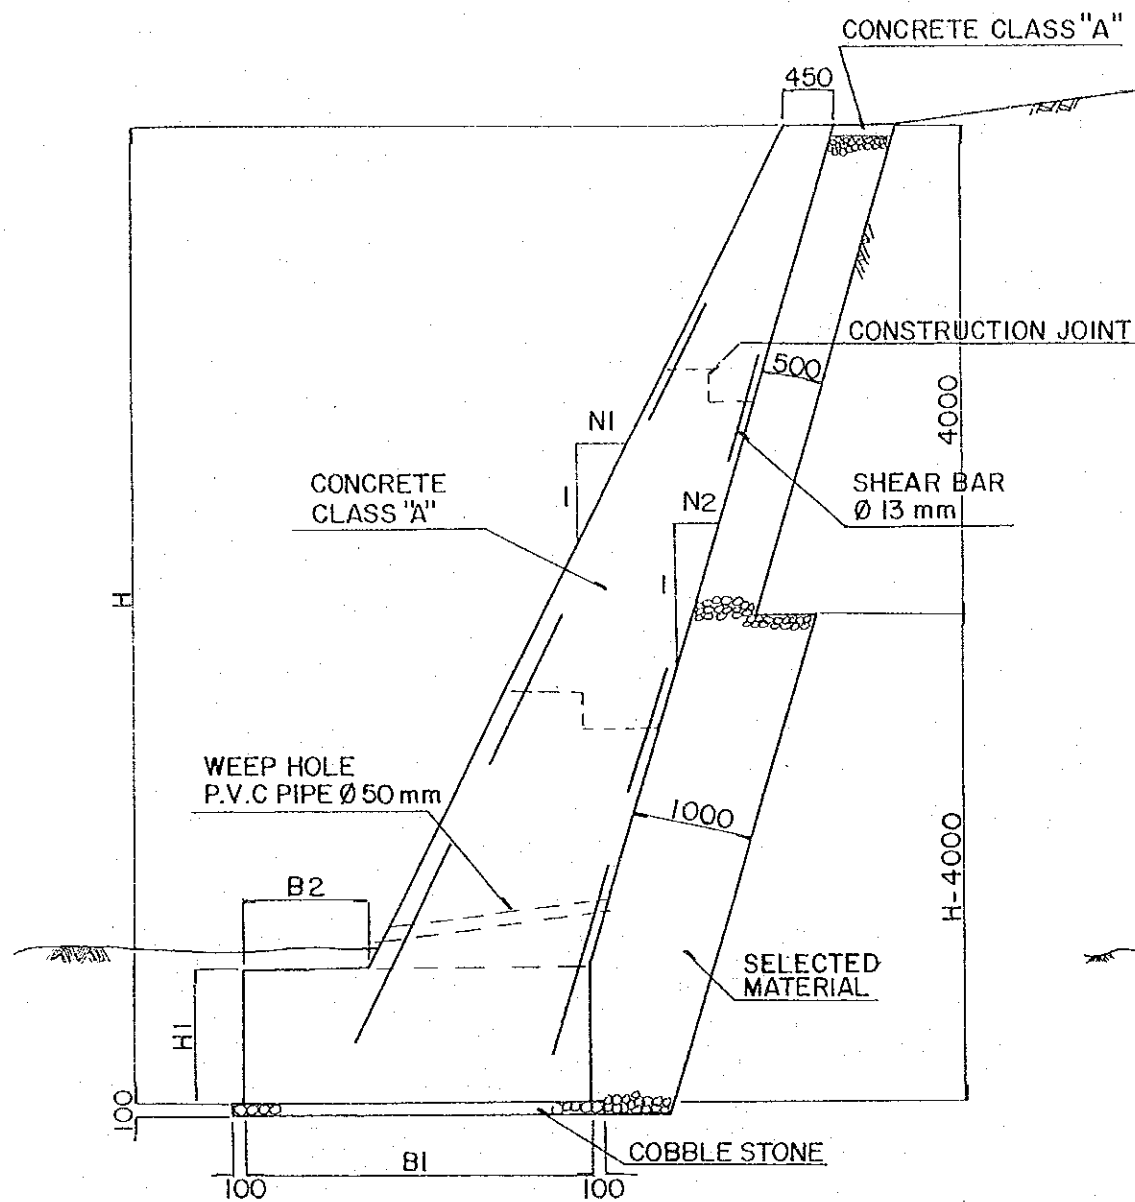 CONCRETE CLASS "A"
450
CONSTRUCTION JOINT
500
4000
N1
CONCRETE
CLASS "A"
1
SHEAR BAR
Ø 13 mm
N2
1
H
WEEP HOLE
P.V.C PIPE Ø 50 mm
1000
H-4000
B2
SELECTED
MATERIAL
H1
100
COBBLE STONE
B1
100
100